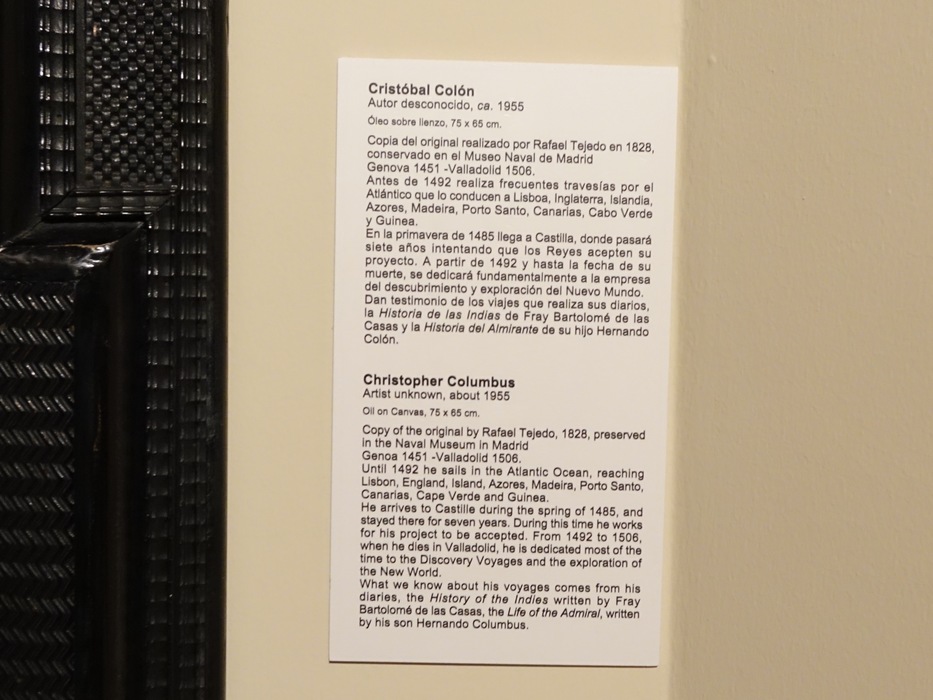 Cristóbal Colón
Autor desconocido, ca. 1955
Óleo sobre lienzo, 75 x 65 cm.
Copia del original realizado por Rafael Tejedo en 1828,
conservado en el Museo Naval de Madrid
Genova 1451 -Valladolid 1506.
Antes de 1492 realiza frecuentes travesías por el
Atlántico que lo conducen a Lisboa, Inglaterra, Islandia,
Azores, Madeira, Porto Santo, Canarias, Cabo Verde
y Guinea.
En la primavera de 1485 llega a Castilla, donde pasará
siete años intentando que los Reyes acepten su
proyecto. A partir de 1492 y hasta la fecha de su
muerte, se dedicará fundamentalmente a la empresa
del descubrimiento y exploración del Nuevo Mundo.
Dan testimonio de los viajes que realiza sus diarios,
la Historia de las Indias de Fray Bartolomé de las
Casas y la Historia del Almirante de su hijo Hernando
Colón.
Christopher Columbus
Artist unknown, about 1955
Oil on Canvas, 75 x 65 cm.
Copy of the original by Rafael Tejedo, 1828, preserved
in the Naval Museum in Madrid
Genoa 1451 -Valladolid 1506.
Until 1492 he sails in the Atlantic Ocean, reaching
Lisbon, England, Island, Azores, Madeira, Porto Santo,
Canarias, Cape Verde and Guinea.
He arrives to Castille during the spring of 1485, and
stayed there for seven years. During this time he works
for his project to be accepted. From 1492 to 1506,
when he dies in Valladolid, he is dedicated most of the
time to the Discovery Voyages and the exploration of
the New World.
What we know about his voyages comes from his
diaries, the History of the Indies written by Fray
Bartolomé de las Casas, the Life of the Admiral, written
by his son Hernando Columbus.